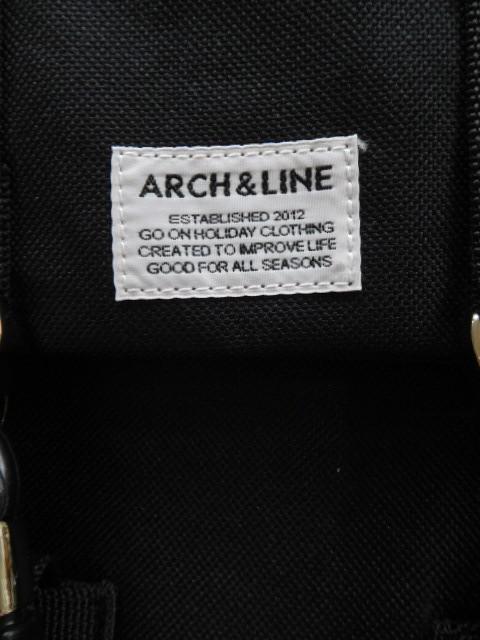 ARCH&LINE
ESTABLISHED 2012
GO ON HOLIDAY CLOTHING
CREATED TO IMPROVE LIFE
GOOD FOR ALL SEASONS